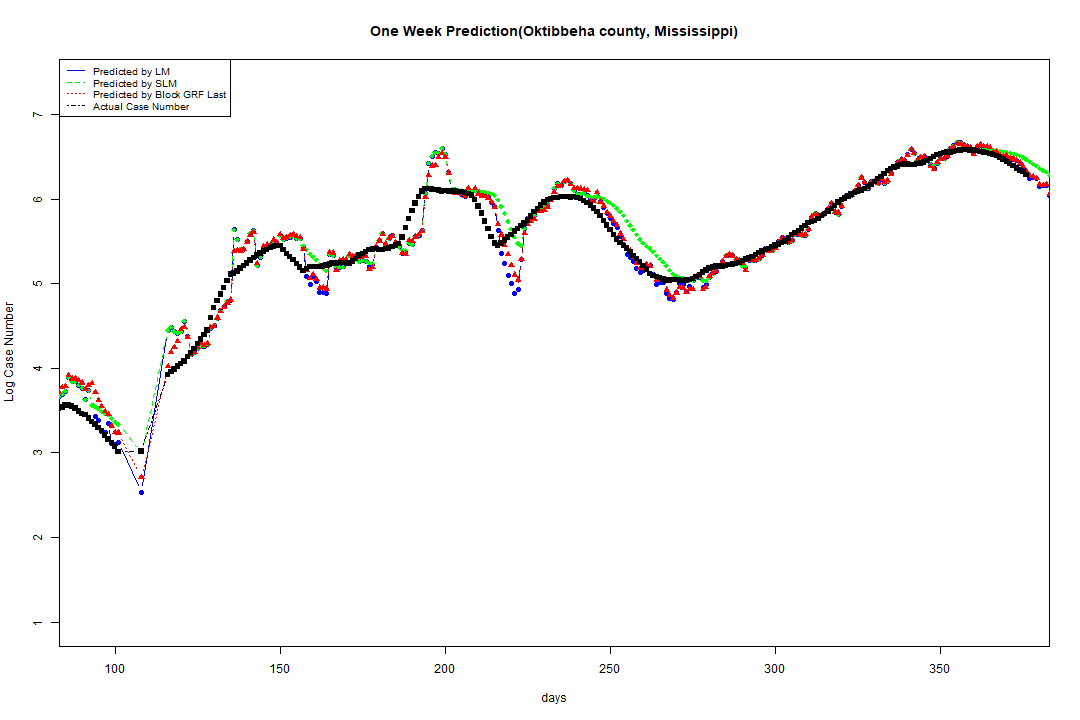 One Week Prediction(Oktibbeha county, Mississippi)
Predicted by LM
Predicted by SLM
Predicted by Block GRF Last
Actual Case Number
7
6
5
4
3
2
1
Log Case Number
100 150 200 250 300 350
days